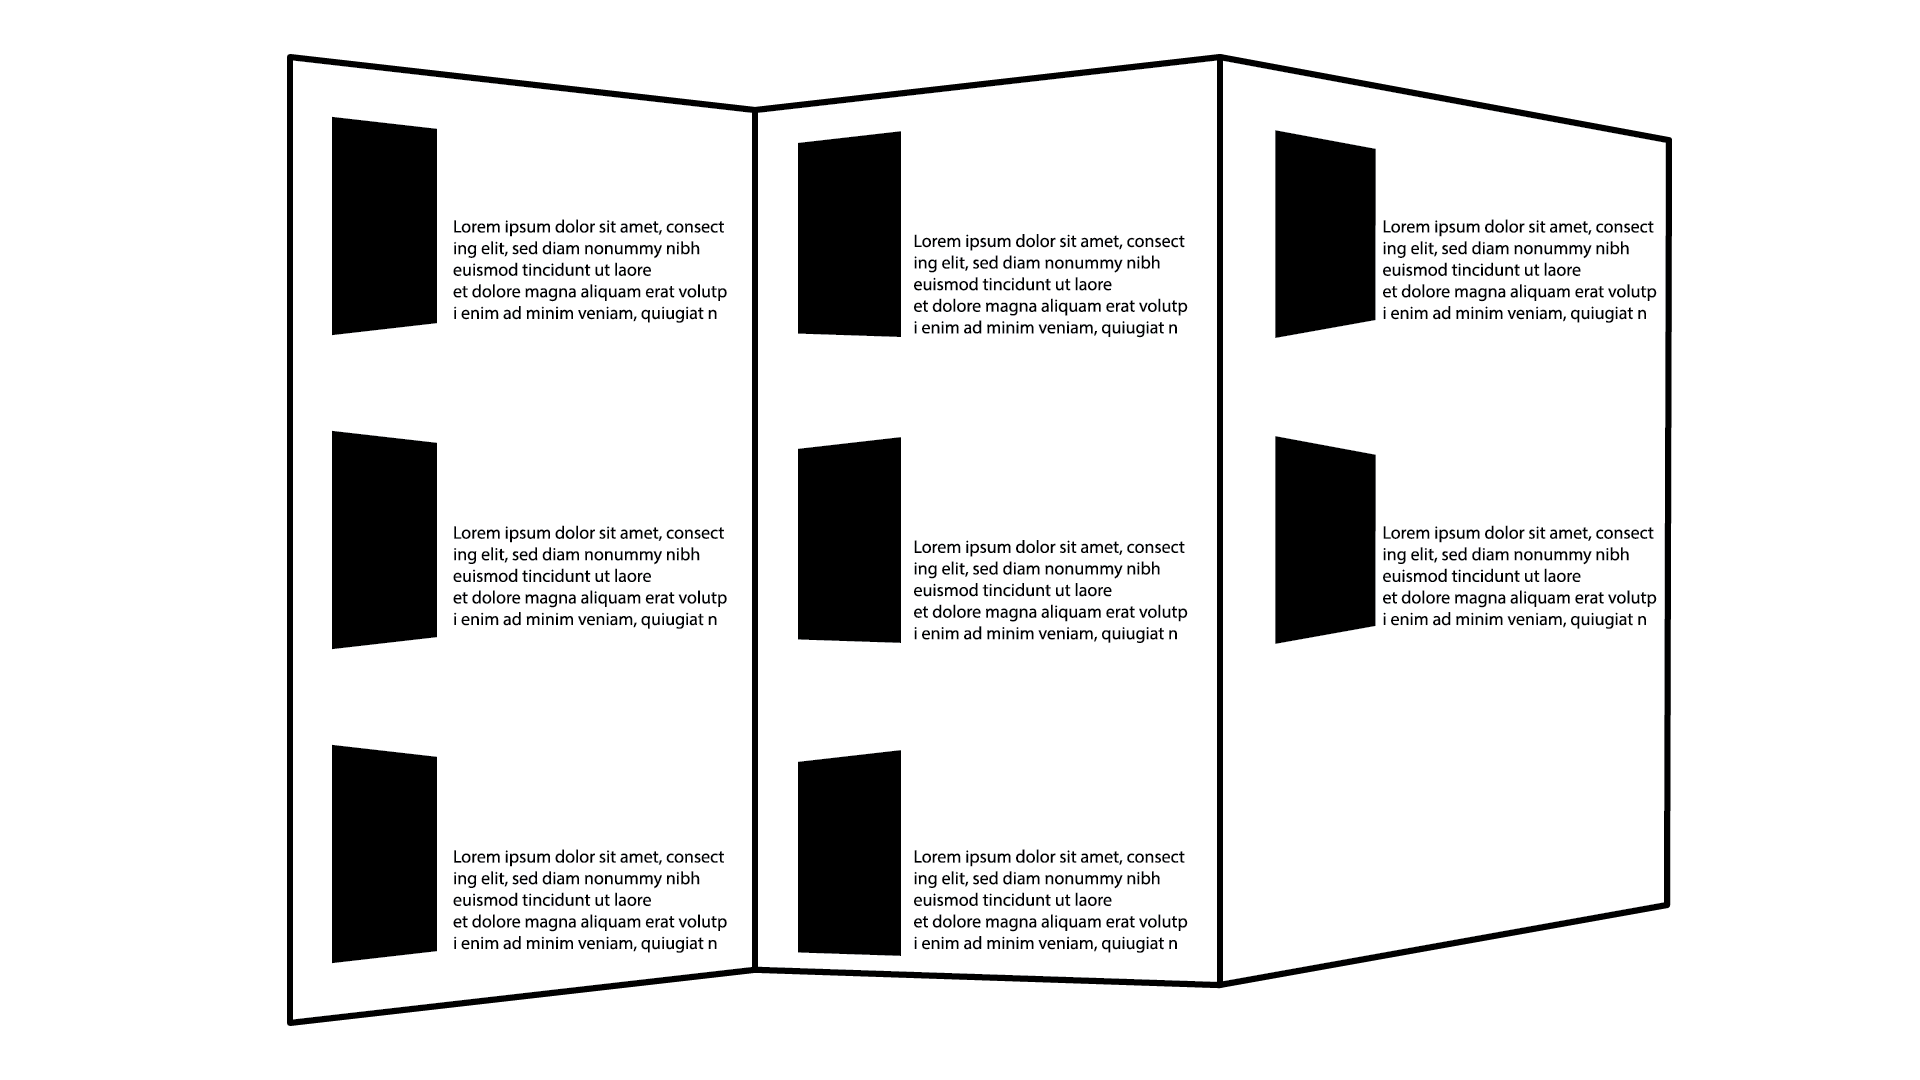 Lorem ipsum dolor sit amet, consect
ing elit, sed diam nonummy nibh
euismod tincidunt ut laore
et dolore magna aliquam erat volutp
i enim ad minim veniam, quiugiat n
Lorem ipsum dolor sit amet, consect
ing elit, sed diam nonummy nibh
euismod tincidunt ut laore
et dolore magna aliquam erat volutp
i enim ad minim veniam, quiugiat n
Lorem ipsum dolor sit amet, consect
ing elit, sed diam nonummy nibh
euismod tincidunt ut laore
et dolore magna aliquam erat volutp
i enim ad minim veniam, quiugiat n
Lorem ipsum dolor sit amet, consect
ing elit, sed diam nonummy nibh
euismod tincidunt ut laore
et dolore magna aliquam erat volutp
i enim ad minim veniam, quiugiat n
Lorem ipsum dolor sit amet, consect
ing elit, sed diam nonummy nibh
euismod tincidunt ut laore
et dolore magna aliquam erat volutp
i enim ad minim veniam, quiugiat n
Lorem ipsum dolor sit amet, consect
ing elit, sed diam nonummy nibh
euismod tincidunt ut laore
et dolore magna aliquam erat volutp
i enim ad minim veniam, quiugiat n
Lorem ipsum dolor sit amet, consect
ing elit, sed diam nonummy nibh
euismod tincidunt ut laore
et dolore magna aliquam erat volutp
i enim ad minim veniam, quiugiat n
Lorem ipsum dolor sit amet, consect
ing elit, sed diam nonummy nibh
euismod tincidunt ut laore
et dolore magna aliquam erat volutp
i enim ad minim veniam, quiugiat n